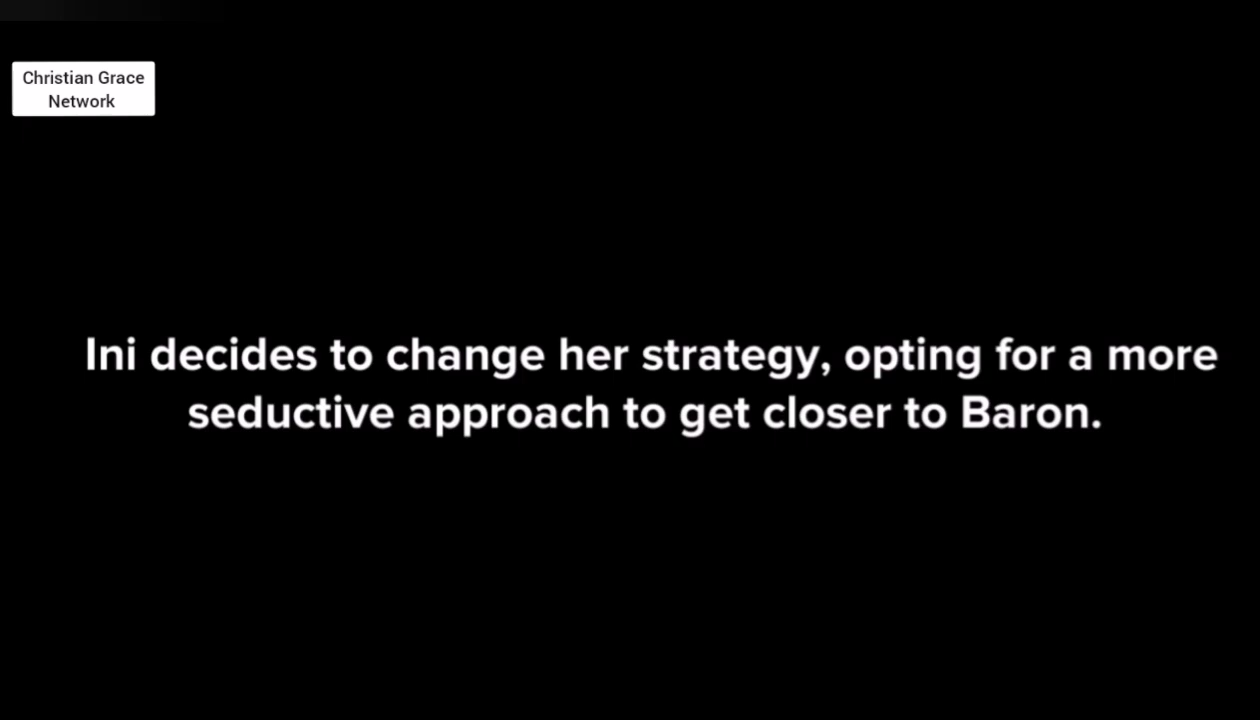 Christian Grace
Network
Ini decides to change her strategy, opting for a more
seductive approach to get closer to Baron.